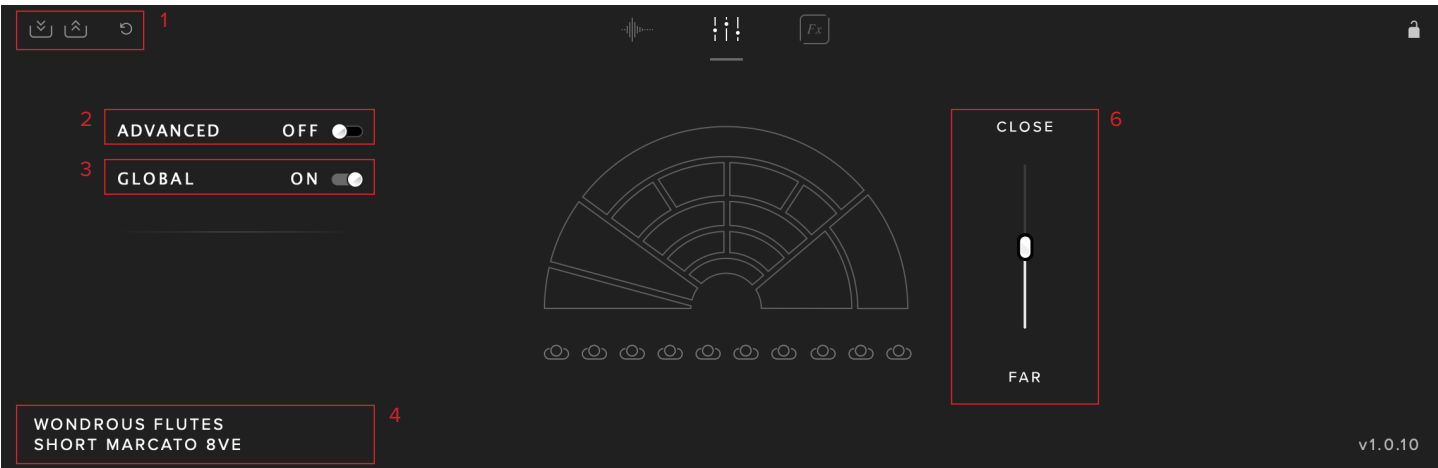 1
Fx
2
ADVANCED OFF
3
GLOBAL ON
CLOSE
6
FAR
4
WONDROUS FLUTES
SHORT MARCATO 8VE
v1.0.10